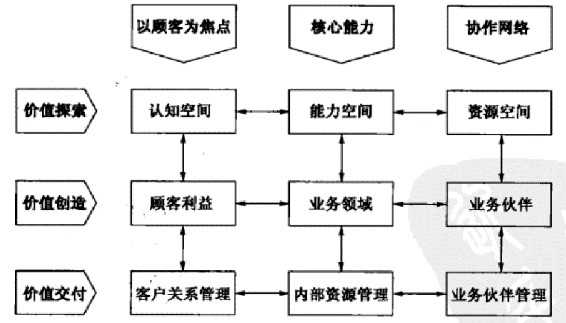 以顾客为焦点 核心能力 协作网络
价值探索 认知空间 能力空间 资源空间
价值创造 顾客利益 业务领域 业务伙伴
价值交付 客户关系管理 内部资源管理 业务伙伴管理